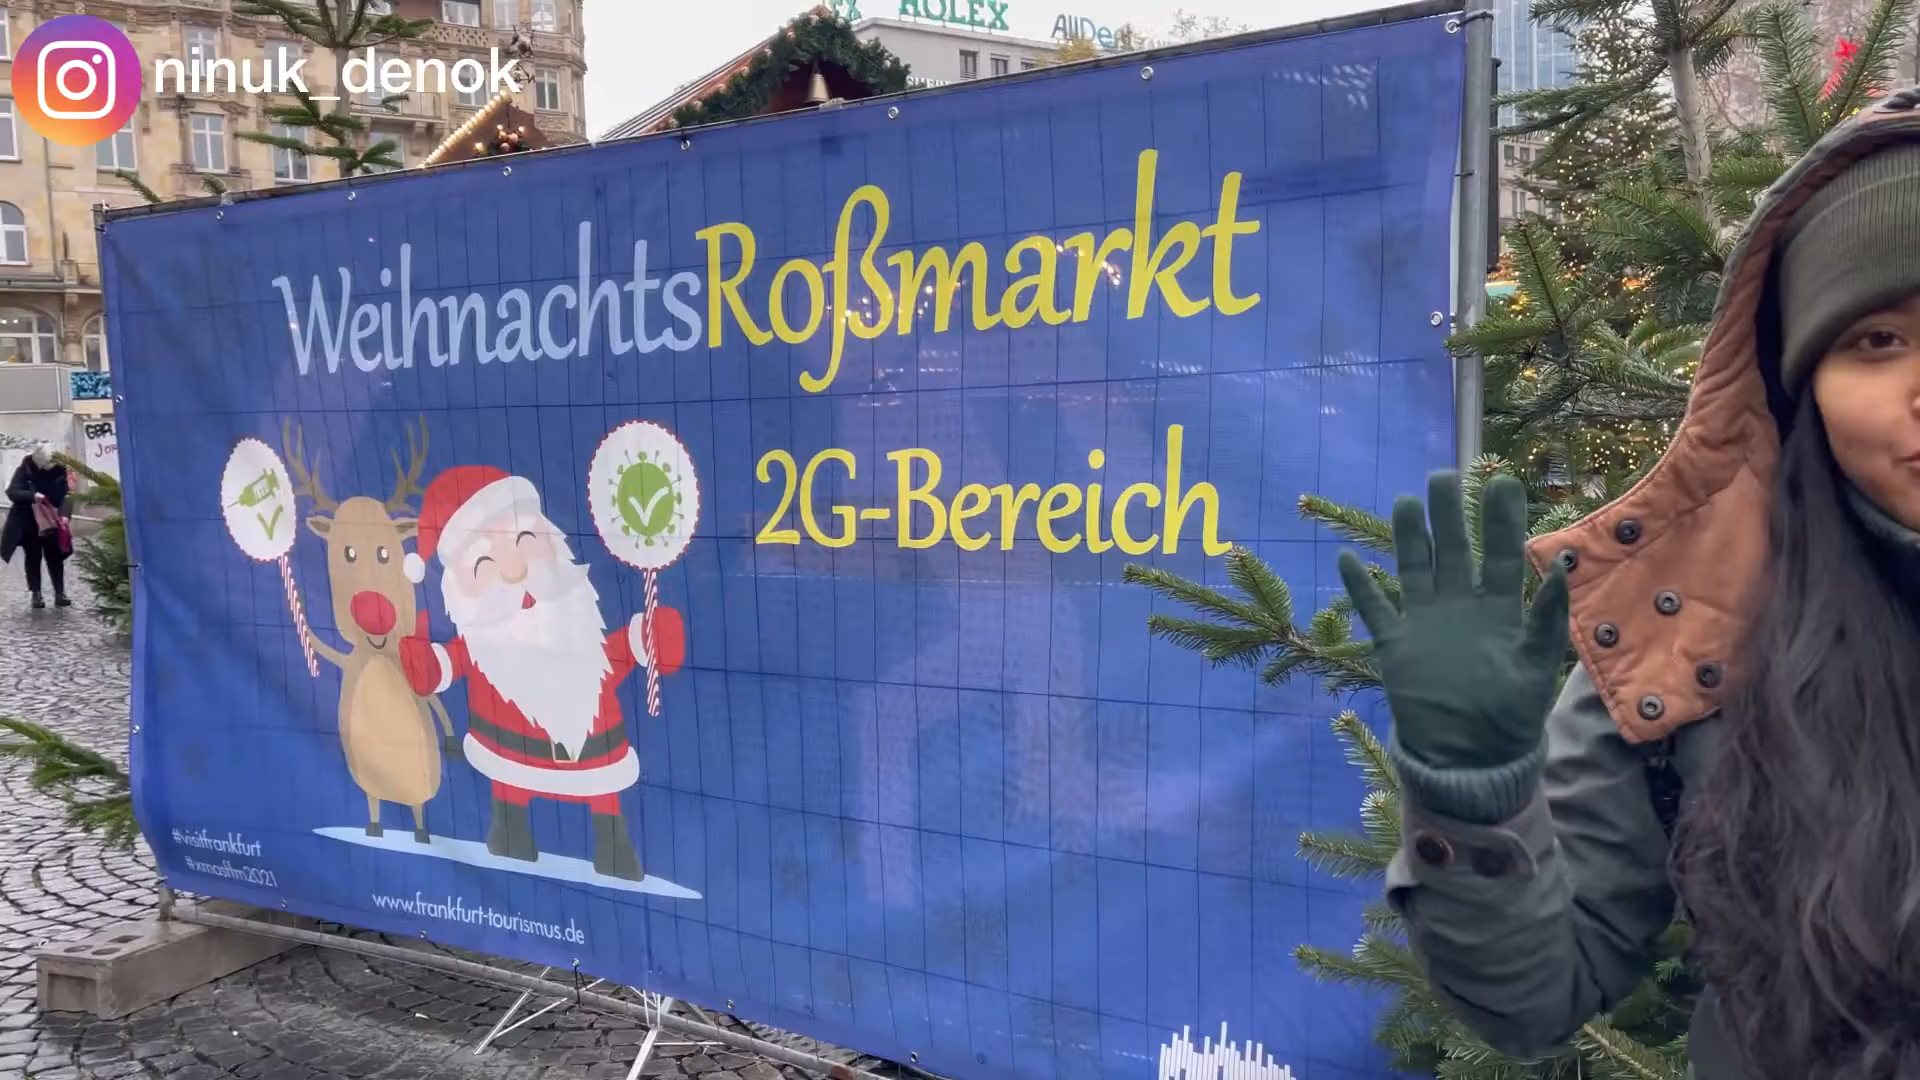 ninuk_denok
ROLEX
WeihnachtsRoßmarkt
2G-Bereich
#visitfrankfurt
#xmasffm2021
www.frankfurt-tourismus.de